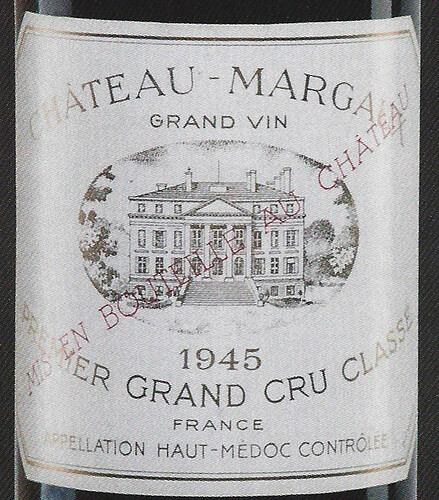 CHÂTEAU-MARGAUX
GRAND VIN
MIS EN BOUTEILLE AU CHÂTEAU
1945
PREMIER GRAND CRU CLASSÉ
FRANCE
APPELLATION HAUT-MÉDOC CONTRÔLÉE